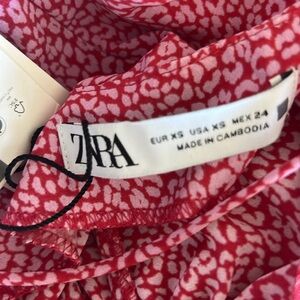 ZARA
EUR XS USA XS MEX 24
MADE IN CAMBODIA